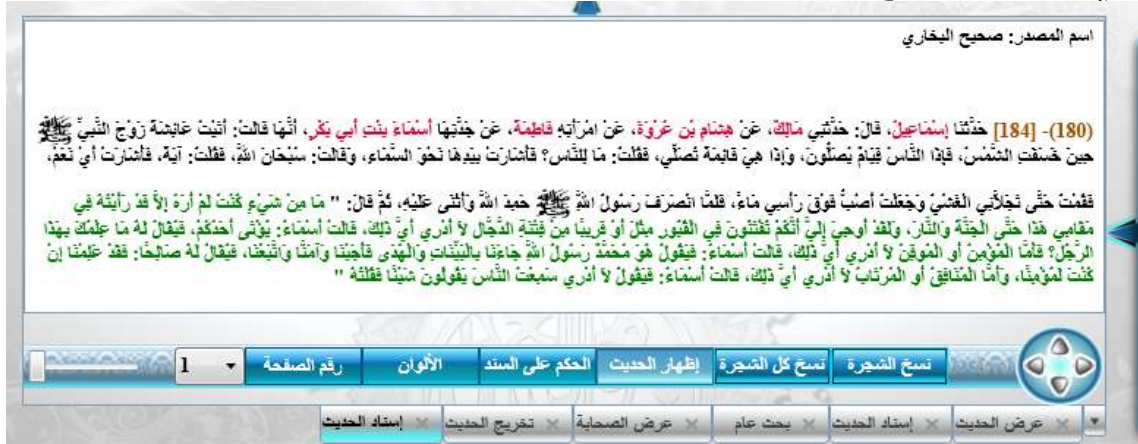 اسم المصدر: صحيح البخاري
(180)- [184] حَدَّثَنَا إِسْمَاعِيلُ، قَالَ: حَدَّثَنِي مَالِكٌ، عَنْ هِشَامِ بْنِ عُرْوَةَ، عَنِ امْرَأَتِهِ فَاطِمَةَ، عَنْ جَدَّتِهَا أَسْمَاءَ بِنْتِ أَبِي بَكْرٍ، أَنَّهَا قَالَتْ: أَتَيْتُ عَائِشَةَ زَوْجَ النَّبِيِّ ﷺ
حِينَ خَسَفَتِ الشَّمْسُ، فَإِذَا النَّاسُ قِيَامٌ يُصَلُّونَ، وَإِذَا هِيَ قَائِمَةٌ تُصَلِّي، فَقُلْتُ: مَا لِلنَّاسِ؟ فَأَشَارَتْ بِيَدِهَا نَحْوَ السَّمَاءِ، وَقَالَتْ: سُبْحَانَ اللَّهِ، فَقُلْتُ: آيَةٌ، فَأَشَارَتْ أَيْ نَعَمْ،
فَقُمْتُ حَتَّى تَجَلَّانِي الْغَشْيُ وَجَعَلْتُ أَصُبُّ فَوْقَ رَأْسِي مَاءً، فَلَمَّا انْصَرَفَ رَسُولُ اللَّهِ ﷺ حَمِدَ اللَّهَ وَأَثْنَى عَلَيْهِ، ثُمَّ قَالَ: " مَا مِنْ شَيْءٍ كُنْتُ لَمْ أَرَهُ إِلَّا قَدْ رَأَيْتُهُ فِي
مَقَامِي هَذَا حَتَّى الْجَنَّةَ وَالنَّارَ، وَلَقَدْ أُوحِيَ إِلَيَّ أَنَّكُمْ تُفْتَنُونَ فِي الْقُبُورِ مِثْلَ أَوْ قَرِيبًا مِنْ فِتْنَةِ الدَّجَّالِ لَا أَدْرِي أَيَّ ذَلِكَ، قَالَتْ أَسْمَاءُ: يُؤْتَى أَحَدُكُمْ، فَيُقَالُ لَهُ مَا عِلْمُكَ بِهَذَا
الرَّجُلِ؟ فَأَمَّا الْمُؤْمِنُ أَوِ الْمُوقِنُ لَا أَدْرِي أَيَّ ذَلِكَ، قَالَتْ أَسْمَاءُ: فَيَقُولُ هُوَ مُحَمَّدٌ رَسُولُ اللَّهِ جَاءَنَا بِالْبَيِّنَاتِ وَالْهُدَى فَأَجَبْنَا وَآمَنَّا وَاتَّبَعْنَا، فَيُقَالُ لَهُ صَالِحًا: فَقَدْ عَلِمْنَا إِنْ
كُنْتَ لَمُؤْمِنًا، وَأَمَّا الْمُنَافِقُ أَوِ الْمُرْتَابُ لَا أَدْرِي أَيَّ ذَلِكَ، قَالَتْ أَسْمَاءُ: فَيَقُولُ لَا أَدْرِي سَمِعْتُ النَّاسَ يَقُولُونَ شَيْئًا فَقُلْتُهُ "
نسخ الشجرة نسخ كل الشجرة إظهار الحديث الحكم على السند الألوان رقم الصفحة 1
عرض الحديث إسناد الحديث بحث عام عرض الصحابة تخريج الحديث إسناد الحديث